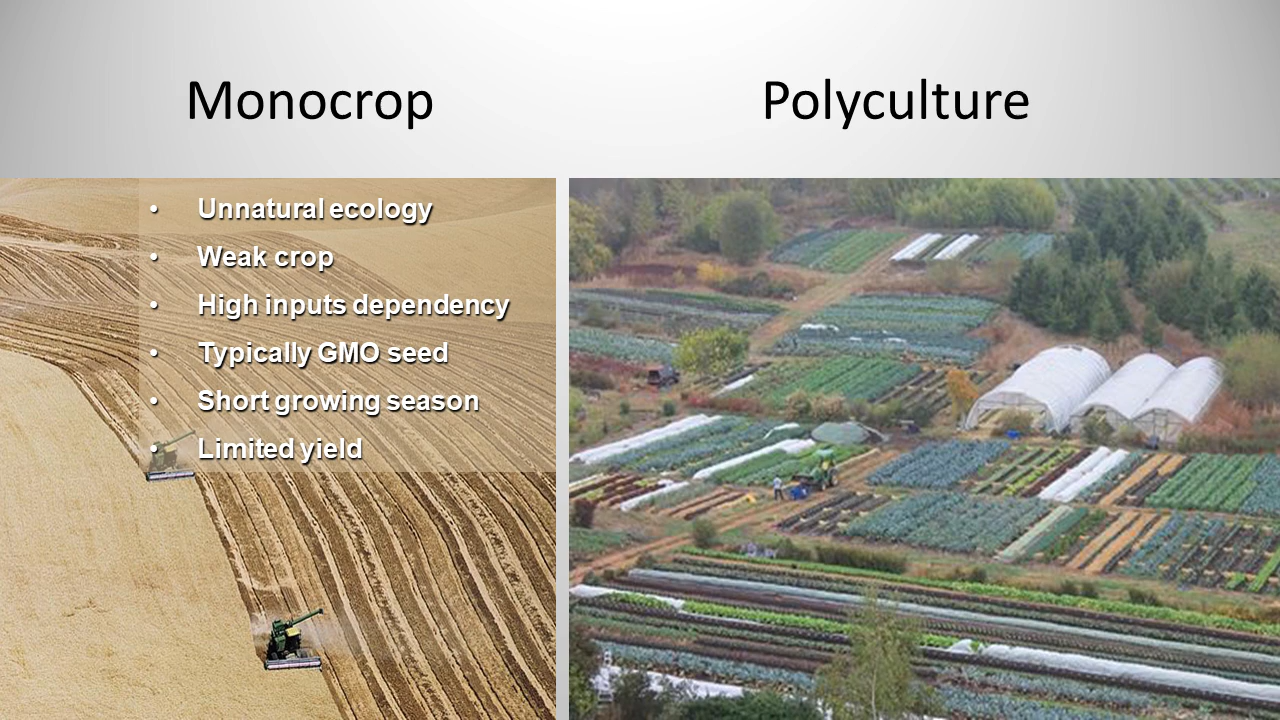 Monocrop
Polyculture
• Unnatural ecology
• Weak crop
• High inputs dependency
• Typically GMO seed
• Short growing season
• Limited yield